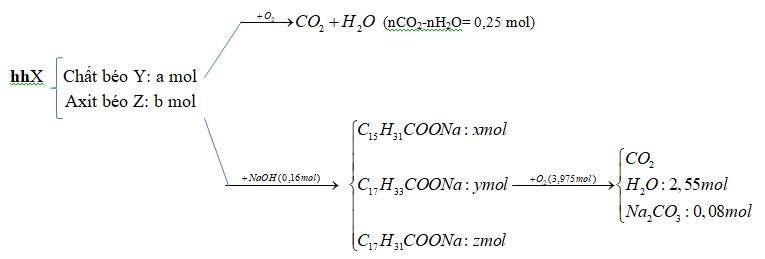 +O₂ CO₂ + H₂O (nCO₂-nH₂O= 0,25 mol)
hhX Chất béo Y: a mol
Axit béo Z: b mol
C₁₅H₃₁COONa : xmol
+NaOH(0,16mol) C₁₇H₃₃COONa : ymol +O₂(3,975mol)
C₁₇H₃₁COONa : zmol
CO₂
H₂O : 2,55mol
Na₂CO₃ : 0,08mol